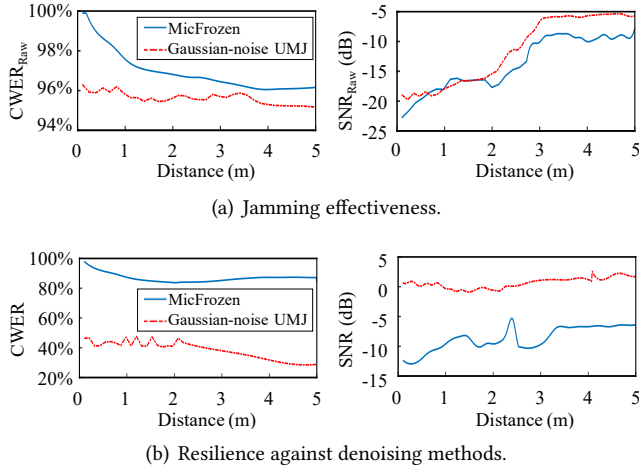 100%
98%
96%
94%
CWER_Raw
MicFrozen
Gaussian-noise UMJ
0 1 2 3 4 5
Distance (m)
-5
-10
-15
-20
-25
SNR_Raw (dB)
0 1 2 3 4 5
Distance (m)
(a) Jamming effectiveness.
100%
80%
60%
40%
20%
CWER
MicFrozen
Gaussian-noise UMJ
0 1 2 3 4 5
Distance (m)
5
0
-5
-10
-15
SNR (dB)
0 1 2 3 4 5
Distance (m)
(b) Resilience against denoising methods.